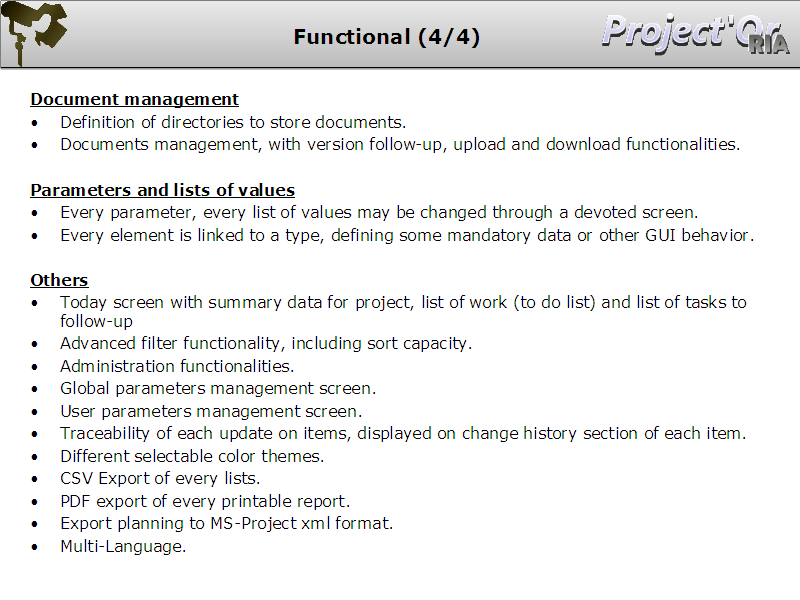 Functional (4/4)
Project'Or
RIA
Document management
• Definition of directories to store documents.
• Documents management, with version follow-up, upload and download functionalities.
Parameters and lists of values
• Every parameter, every list of values may be changed through a devoted screen.
• Every element is linked to a type, defining some mandatory data or other GUI behavior.
Others
• Today screen with summary data for project, list of work (to do list) and list of tasks to
follow-up
• Advanced filter functionality, including sort capacity.
• Administration functionalities.
• Global parameters management screen.
• User parameters management screen.
• Traceability of each update on items, displayed on change history section of each item.
• Different selectable color themes.
• CSV Export of every lists.
• PDF export of every printable report.
• Export planning to MS-Project xml format.
• Multi-Language.